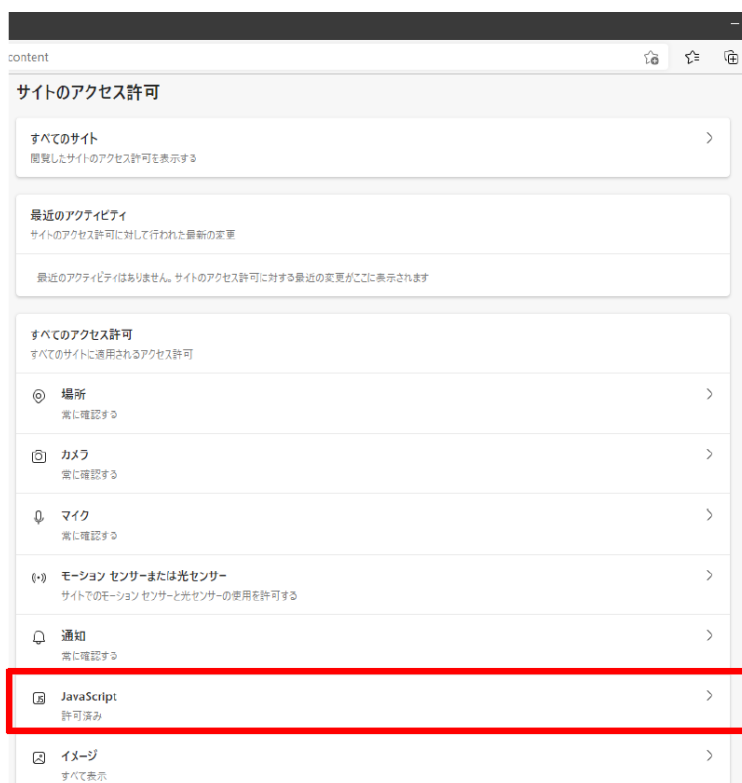 content
サイトのアクセス許可
すべてのサイト
閲覧したサイトのアクセス許可を表示する
最近のアクティビティ
サイトのアクセス許可に対して行われた最新の変更
最近のアクティビティはありません。サイトのアクセス許可に対する最近の変更がここに表示されます
すべてのアクセス許可
すべてのサイトに適用されるアクセス許可
場所
常に確認する
カメラ
常に確認する
マイク
常に確認する
モーション センサーまたは光センサー
サイトでのモーション センサーと光センサーの使用を許可する
通知
常に確認する
JavaScript
許可済み
イメージ
すべて表示